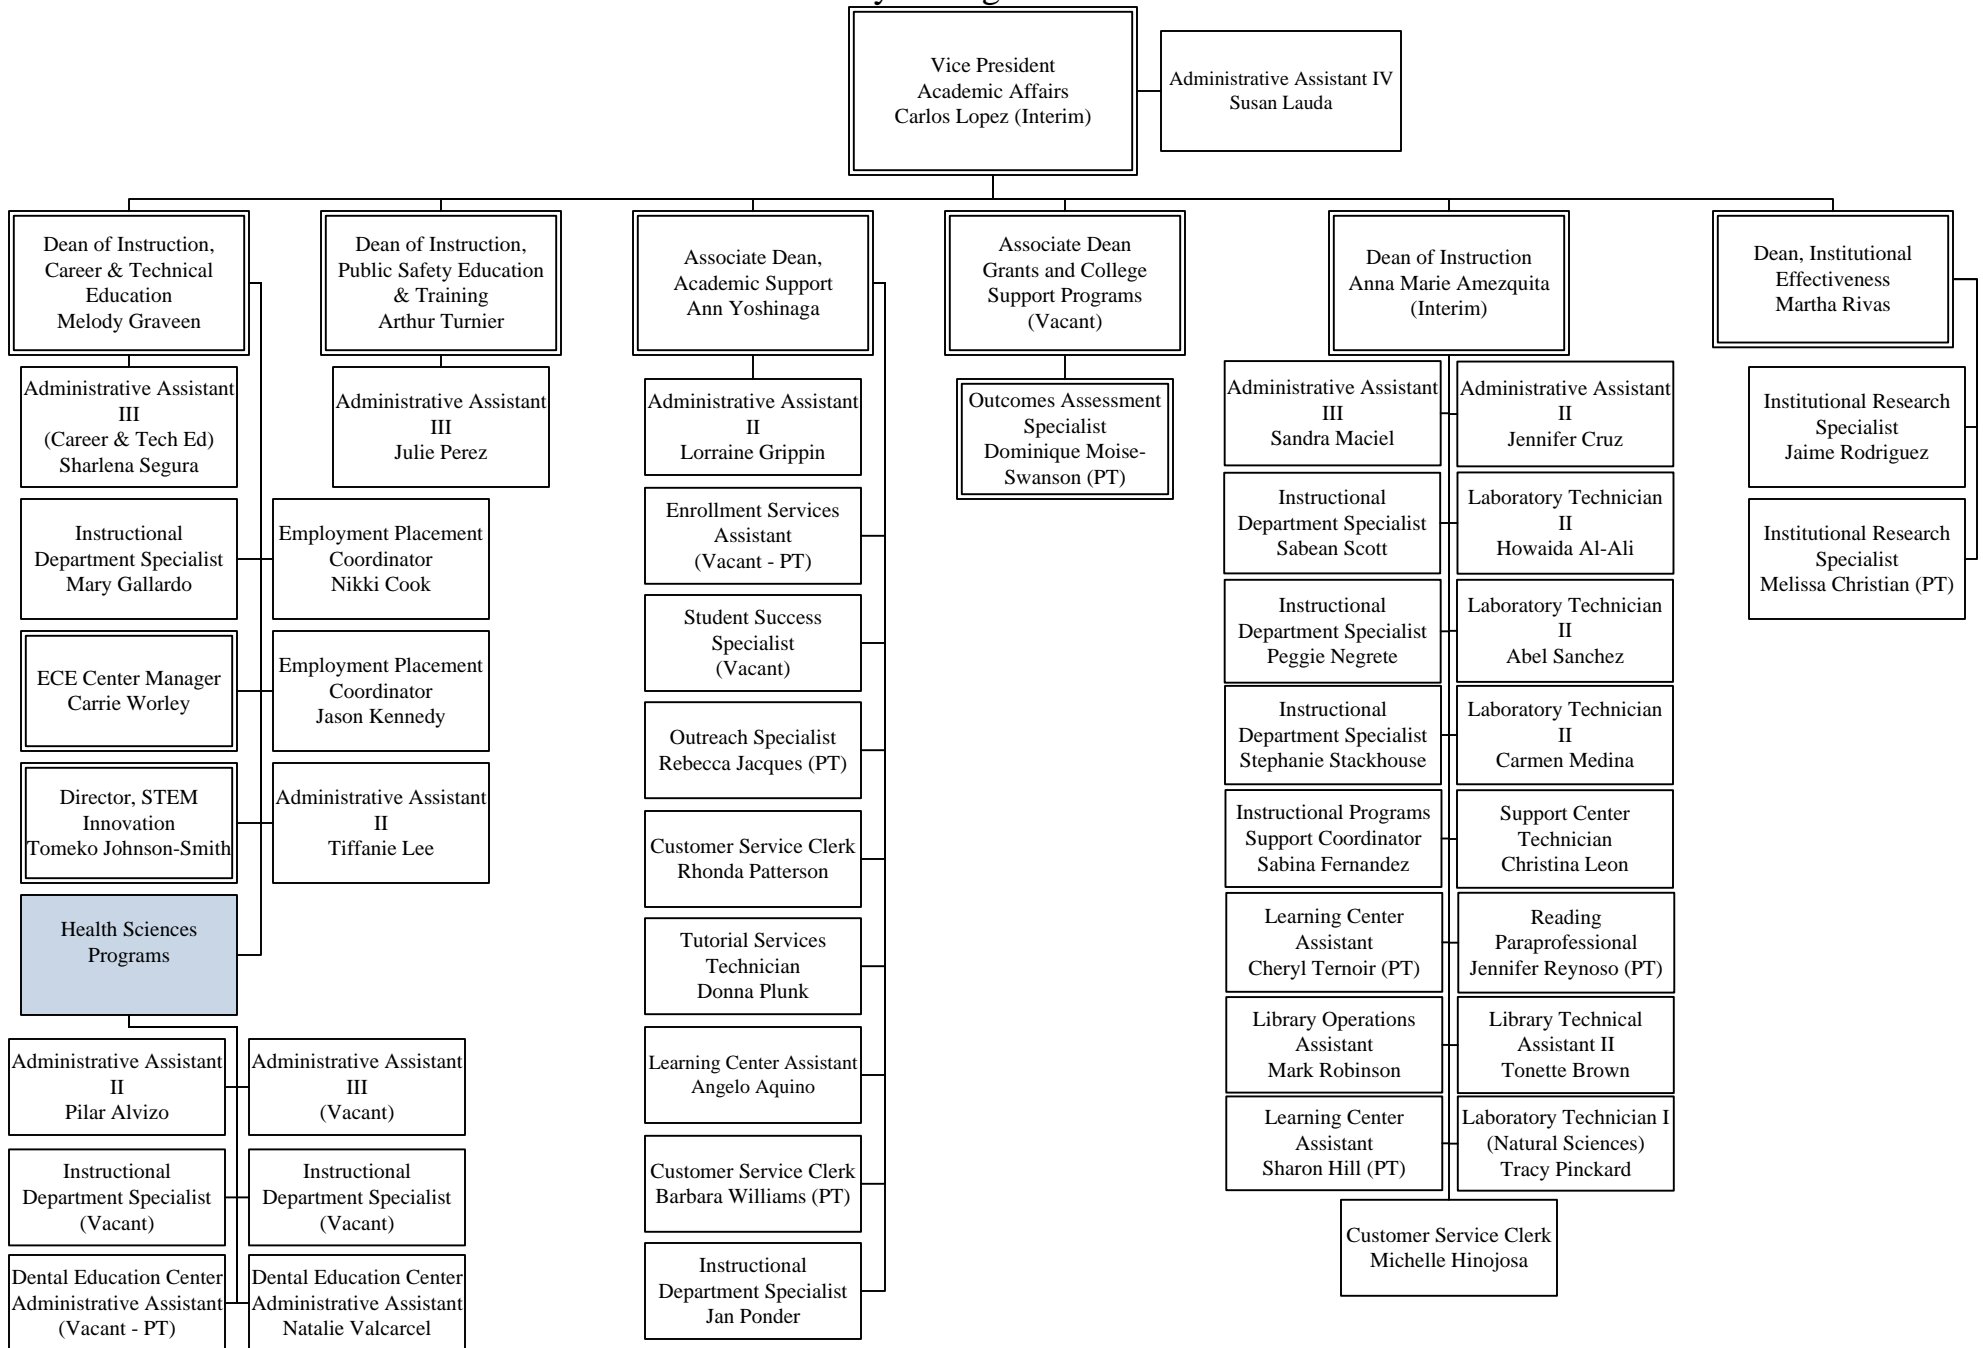 Vice President
Academic Affairs
Carlos Lopez (Interim)
Administrative Assistant IV
Susan Lauda
Dean of Instruction,
Career & Technical
Education
Melody Graveen
Dean of Instruction,
Public Safety Education
& Training
Arthur Turnier
Associate Dean,
Academic Support
Ann Yoshinaga
Associate Dean
Grants and College
Support Programs
(Vacant)
Dean of Instruction
Anna Marie Amezquita
(Interim)
Dean, Institutional
Effectiveness
Martha Rivas
Administrative Assistant
III
(Career & Tech Ed)
Sharlena Segura
Instructional
Department Specialist
Mary Gallardo
Employment Placement
Coordinator
Nikki Cook
ECE Center Manager
Carrie Worley
Employment Placement
Coordinator
Jason Kennedy
Director, STEM
Innovation
Tomeko Johnson-Smith
Administrative Assistant
II
Tiffanie Lee
Health Sciences
Programs
Administrative Assistant
II
Pilar Alvizo
Administrative Assistant
III
(Vacant)
Instructional
Department Specialist
(Vacant)
Instructional
Department Specialist
(Vacant)
Dental Education Center
Administrative Assistant
(Vacant - PT)
Dental Education Center
Administrative Assistant
Natalie Valcarcel
Administrative Assistant
III
Julie Perez
Administrative Assistant
II
Lorraine Grippin
Enrollment Services
Assistant
(Vacant - PT)
Student Success
Specialist
(Vacant)
Outreach Specialist
Rebecca Jacques (PT)
Customer Service Clerk
Rhonda Patterson
Tutorial Services
Technician
Donna Plunk
Learning Center Assistant
Angelo Aquino
Customer Service Clerk
Barbara Williams (PT)
Instructional
Department Specialist
Jan Ponder
Outcomes Assessment
Specialist
Dominique Moise-
Swanson (PT)
Administrative Assistant
III
Sandra Maciel
Administrative Assistant
II
Jennifer Cruz
Instructional
Department Specialist
Sabean Scott
Laboratory Technician
II
Howaida Al-Ali
Instructional
Department Specialist
Peggie Negrete
Laboratory Technician
II
Abel Sanchez
Instructional
Department Specialist
Stephanie Stackhouse
Laboratory Technician
II
Carmen Medina
Instructional Programs
Support Coordinator
Sabina Fernandez
Support Center
Technician
Christina Leon
Learning Center
Assistant
Cheryl Ternoir (PT)
Reading
Paraprofessional
Jennifer Reynoso (PT)
Library Operations
Assistant
Mark Robinson
Library Technical
Assistant II
Tonette Brown
Learning Center
Assistant
Sharon Hill (PT)
Laboratory Technician I
(Natural Sciences)
Tracy Pinckard
Customer Service Clerk
Michelle Hinojosa
Institutional Research
Specialist
Jaime Rodriguez
Institutional Research
Specialist
Melissa Christian (PT)